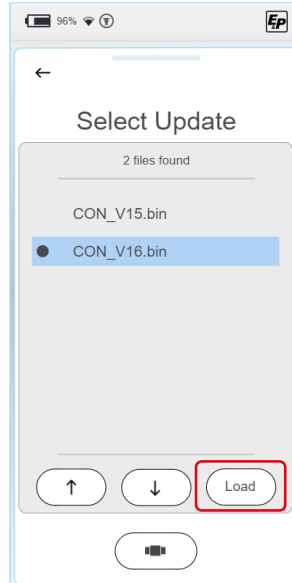 96% T EP
Select Update
2 files found
CON_V15.bin
CON_V16.bin
Load